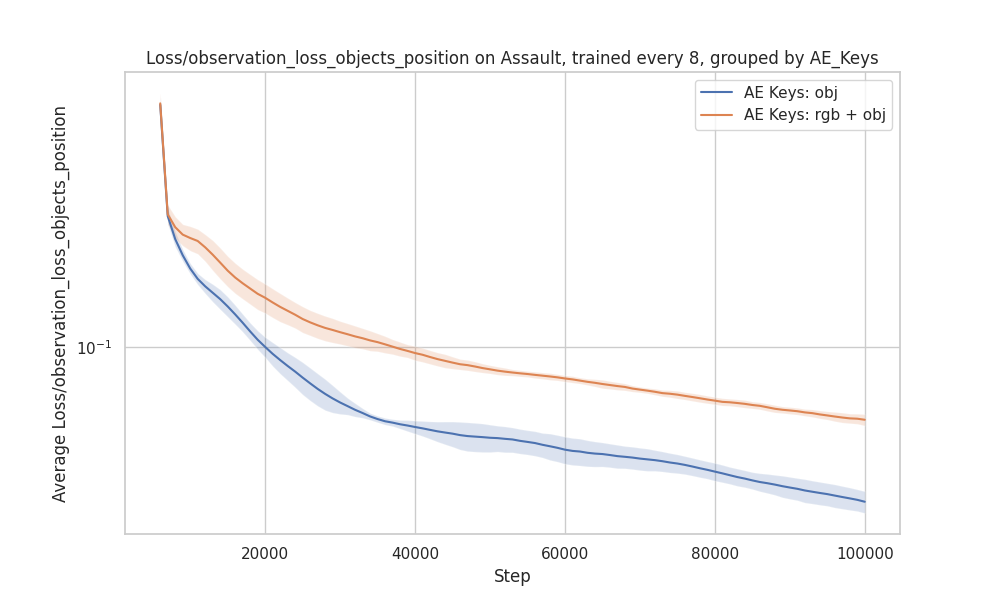 Loss/observation_loss_objects_position on Assault, trained every 8, grouped by AE_Keys
AE Keys: obj
AE Keys: rgb + obj
Average Loss/observation_loss_objects_position
10⁻¹
20000 40000 60000 80000 100000
Step